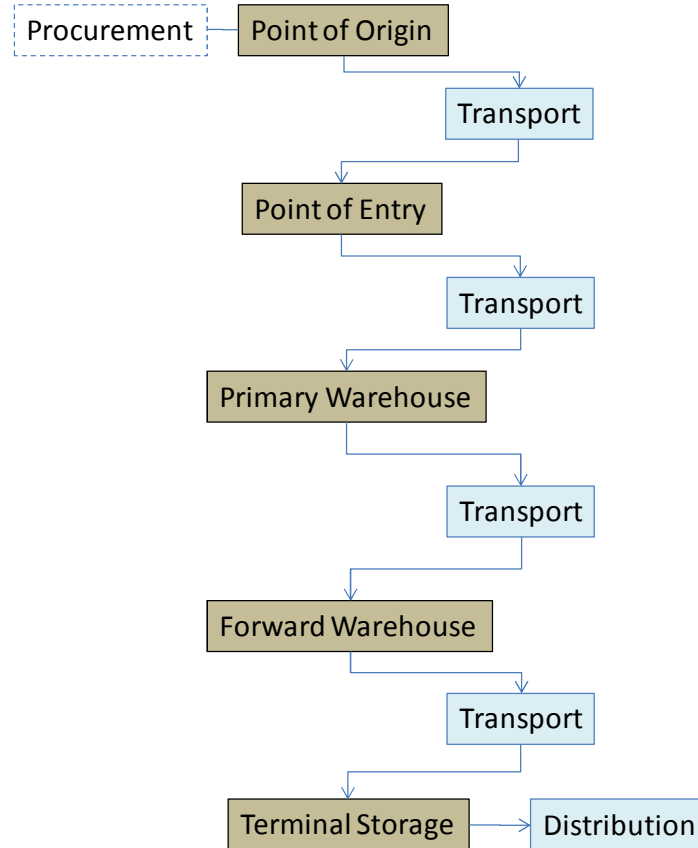 Procurement
Point of Origin
Transport
Point of Entry
Transport
Primary Warehouse
Transport
Forward Warehouse
Transport
Terminal Storage
Distribution